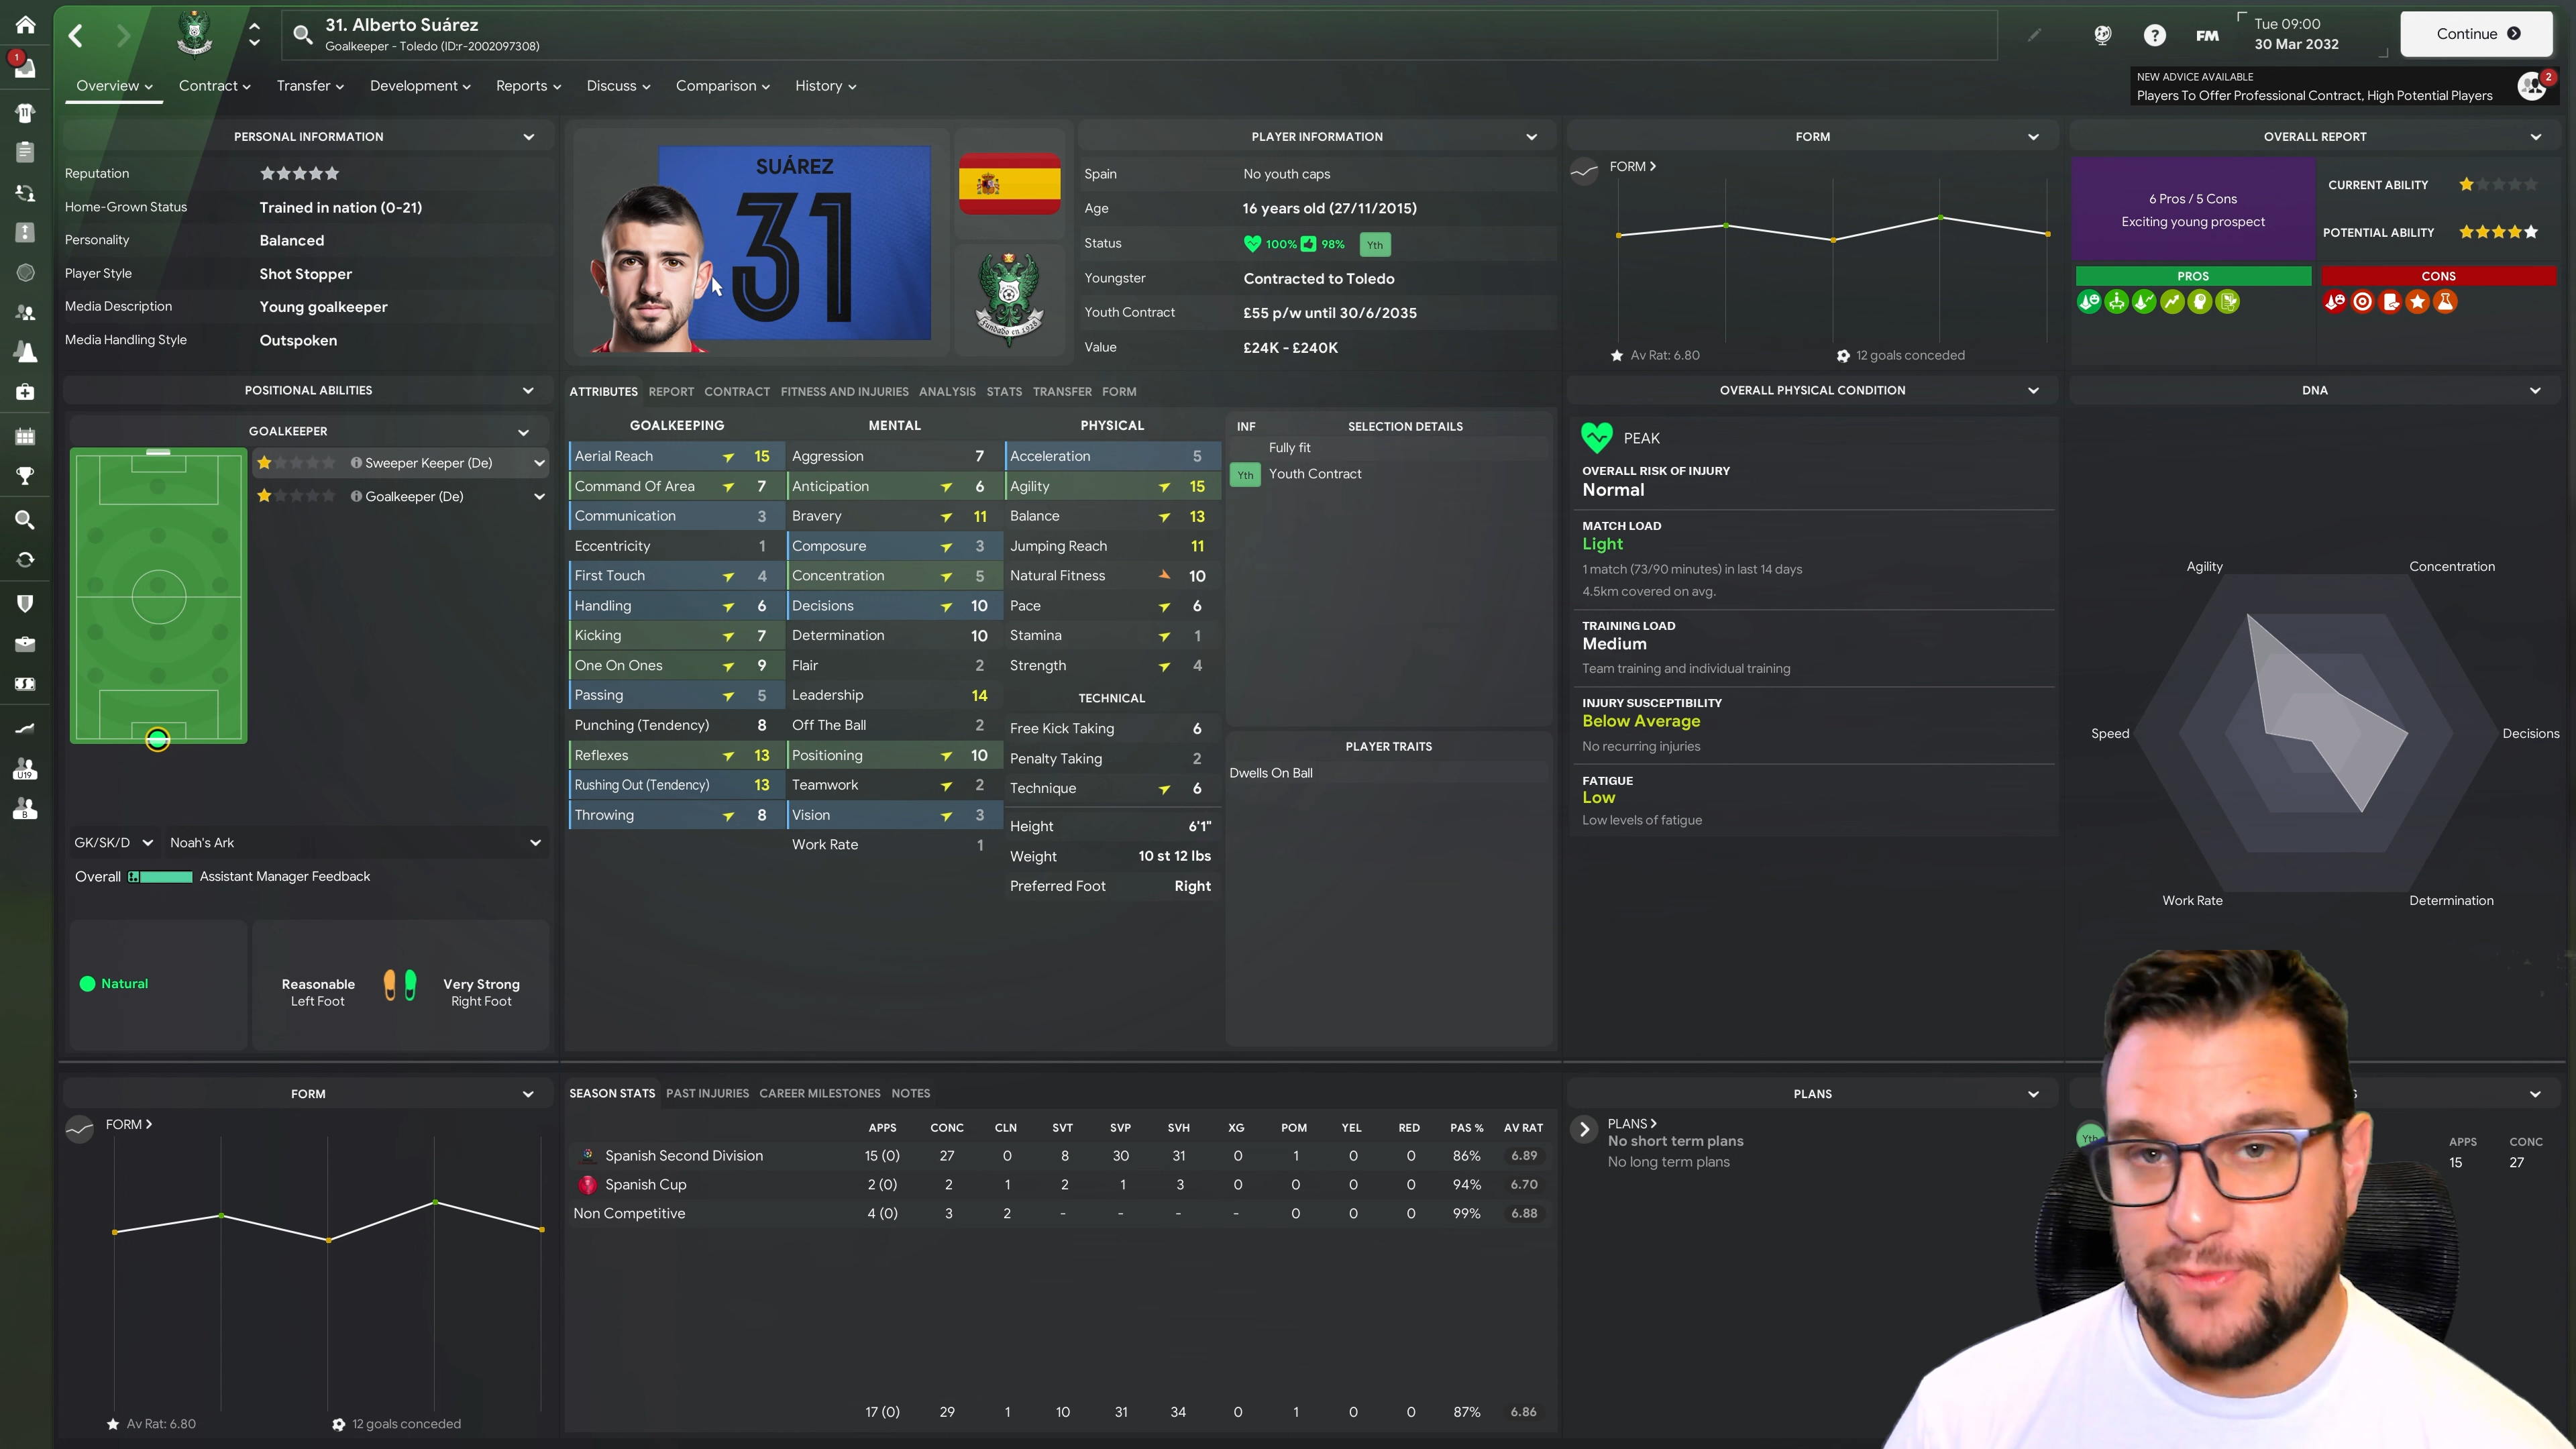 31. Alberto Suárez
Goalkeeper - Toledo (ID:r-2002097308)
FM
Tue 09:00
30 Mar 2032
Continue
1
Overview
Contract
Transfer
Development
Reports
Discuss
Comparison
History
NEW ADVICE AVAILABLE
Players To Offer Professional Contract, High Potential Players
2
PERSONAL INFORMATION
Reputation
Home-Grown Status Trained in nation (0-21)
Personality Balanced
Player Style Shot Stopper
Media Description Young goalkeeper
Media Handling Style Outspoken
SUÁREZ
31
Fundado en 1928
PLAYER INFORMATION
Spain No youth caps
Age 16 years old (27/11/2015)
Status 100% 98% Yth
Youngster Contracted to Toledo
Youth Contract £55 p/w until 30/6/2035
Value £24K - £240K
FORM
FORM
Av Rat: 6.80 12 goals conceded
OVERALL REPORT
6 Pros / 5 Cons
Exciting young prospect
CURRENT ABILITY
POTENTIAL ABILITY
PROS CONS
POSITIONAL ABILITIES
GOALKEEPER
Sweeper Keeper (De)
Goalkeeper (De)
GK/SK/D Noah's Ark
Overall Assistant Manager Feedback
Natural
Reasonable
Left Foot
Very Strong
Right Foot
U19
B
11
ATTRIBUTES REPORT CONTRACT FITNESS AND INJURIES ANALYSIS STATS TRANSFER FORM
GOALKEEPING
Aerial Reach 15
Command Of Area 7
Communication 3
Eccentricity 1
First Touch 4
Handling 6
Kicking 7
One On Ones 9
Passing 5
Punching (Tendency) 8
Reflexes 13
Rushing Out (Tendency) 13
Throwing 8
MENTAL
Aggression 7
Anticipation 6
Bravery 11
Composure 3
Concentration 5
Decisions 10
Determination 10
Flair 2
Leadership 14
Off The Ball 2
Positioning 10
Teamwork 2
Vision 3
Work Rate 1
PHYSICAL
Acceleration 5
Agility 15
Balance 13
Jumping Reach 11
Natural Fitness 10
Pace 6
Stamina 1
Strength 4
TECHNICAL
Free Kick Taking 6
Penalty Taking 2
Technique 6
Height 6'1"
Weight 10 st 12 lbs
Preferred Foot Right
INF SELECTION DETAILS
Fully fit
Yth Youth Contract
PLAYER TRAITS
Dwells On Ball
OVERALL PHYSICAL CONDITION
PEAK
OVERALL RISK OF INJURY
Normal
MATCH LOAD
Light
1 match (73/90 minutes) in last 14 days
4.5km covered on avg.
TRAINING LOAD
Medium
Team training and individual training
INJURY SUSCEPTIBILITY
Below Average
No recurring injuries
FATIGUE
Low
Low levels of fatigue
DNA
Agility
Concentration
Speed
Decisions
Work Rate
Determination
FORM
FORM
Av Rat: 6.80 12 goals conceded
SEASON STATS PAST INJURIES CAREER MILESTONES NOTES
APPS CONC CLN SVT SVP SVH XG POM YEL RED PAS % AV RAT
Spanish Second Division 15 (0) 27 0 8 30 31 0 1 0 0 86% 6.89
Spanish Cup 2 (0) 2 1 2 1 3 0 0 0 0 94% 6.70
Non Competitive 4 (0) 3 2 - - - - 0 0 0 99% 6.88
17 (0) 29 1 10 31 34 0 1 0 0 87% 6.86
PLANS
PLANS
No short term plans
No long term plans
Yth
APPS CONC
15 27